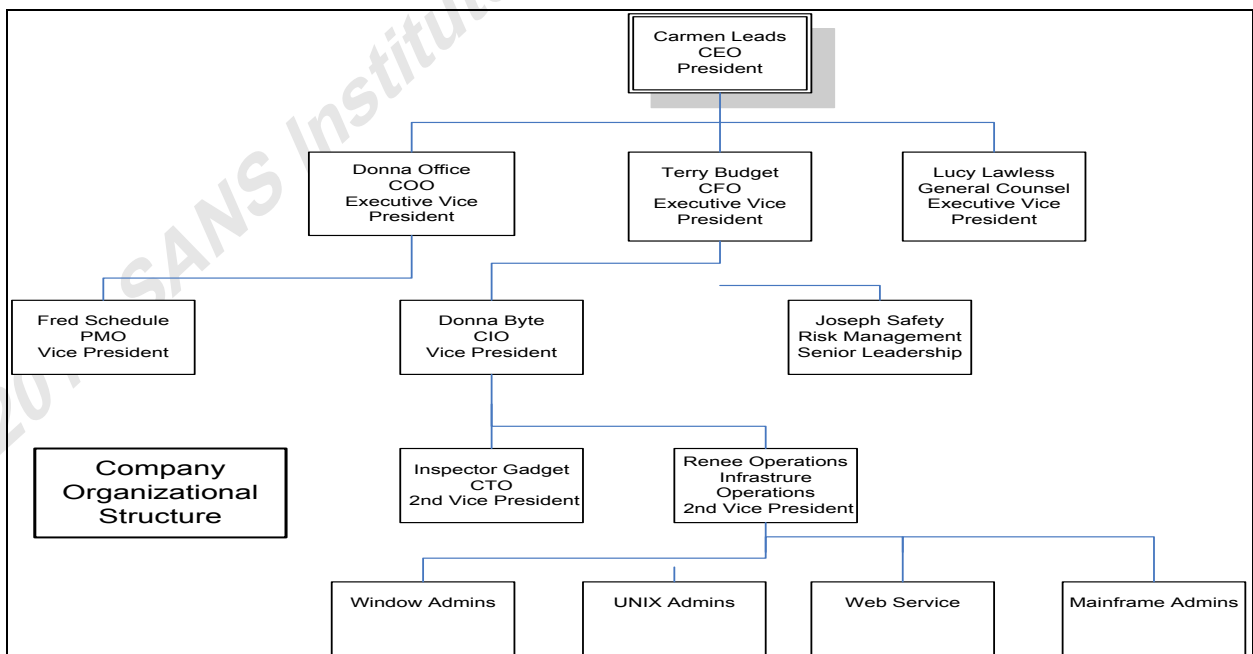 Carmen Leads
CEO
President
Donna Office
COO
Executive Vice
President
Terry Budget
CFO
Executive Vice
President
Lucy Lawless
General Counsel
Executive Vice
President
Fred Schedule
PMO
Vice President
Donna Byte
CIO
Vice President
Joseph Safety
Risk Management
Senior Leadership
Company
Organizational
Structure
Inspector Gadget
CTO
2nd Vice President
Renee Operations
Infrastrure
Operations
2nd Vice President
Window Admins
UNIX Admins
Web Service
Mainframe Admins
SANS Institut